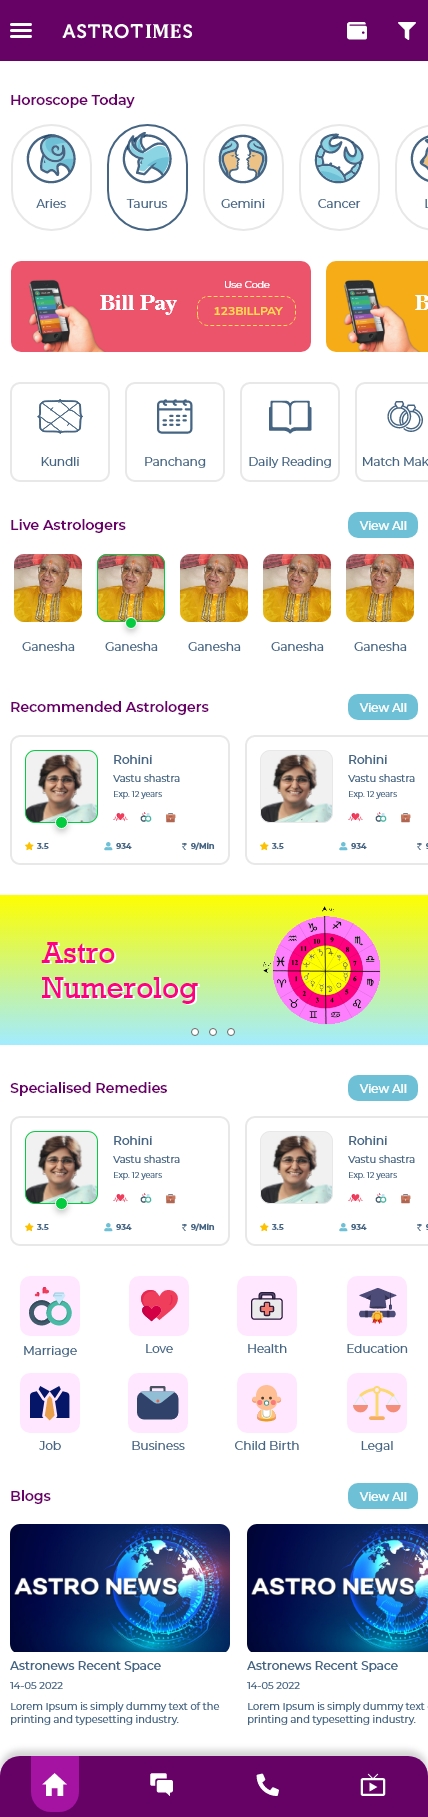 ASTROTIMES
Horoscope Today
Aries Taurus Gemini Cancer L
Bill Pay
Use Code
123BILLPAY
B
Kundli Panchang Daily Reading Match Mak
Live Astrologers View All
Ganesha Ganesha Ganesha Ganesha Ganesha
Recommended Astrologers View All
Rohini
Vastu shastra
Exp. 12 years
3.5 934 ₹ 9/Min
Rohini
Vastu shastra
Exp. 12 years
3.5 934 ₹ 9
Astro
Numerolog
Specialised Remedies View All
Rohini
Vastu shastra
Exp. 12 years
3.5 934 ₹ 9/Min
Rohini
Vastu shastra
Exp. 12 years
3.5 934 ₹ 9
Marriage Love Health Education
Job Business Child Birth Legal
Blogs View All
ASTRO NEWS
Astronews Recent Space
14-05 2022
Lorem Ipsum is simply dummy text of the
printing and typesetting industry.
ASTRO NEWS
Astronews Recent Space
14-05 2022
Lorem Ipsum is simply dummy text
printing and typesetting industry.